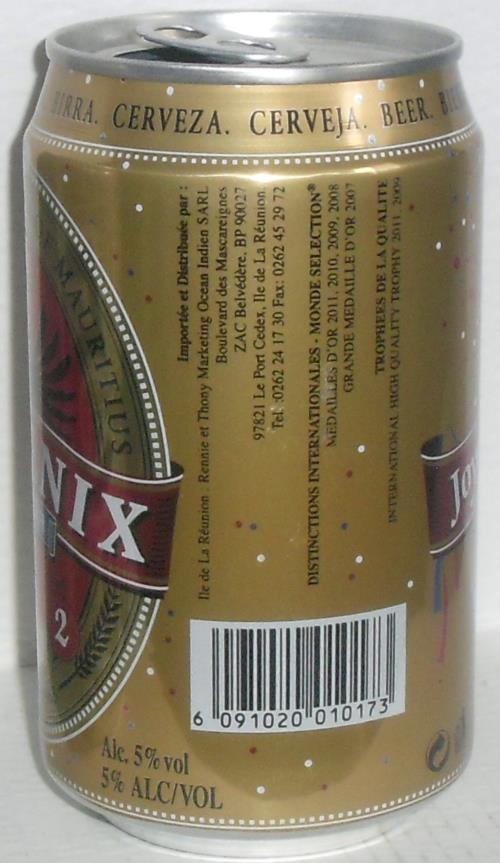 BIRRA. CERVEZA. CERVEJA. BEER.
MAURITIUS
NIX
2
Importée et Distribuée par :
Ile de La Réunion : Rennie et Thony Marketing Ocean Indien SARL
Boulevard des Mascareignes
ZAC Belvédère, BP 90027
97821 Le Port Cedex, Ile de La Réunion.
Tel :0262 24 17 30 Fax: 0262 45 29 72
DISTINCTIONS INTERNATIONALES - MONDE SELECTION®
MEDAILLES D'OR 2011, 2010, 2009, 2008
GRANDE MEDAILLE D'OR 2007
TROPHEES DE LA QUALITE
INTERNATIONAL HIGH QUALITY TROPHY 2011, 2009
Joy
6 091020 010173
Alc. 5% vol
5% ALC/VOL